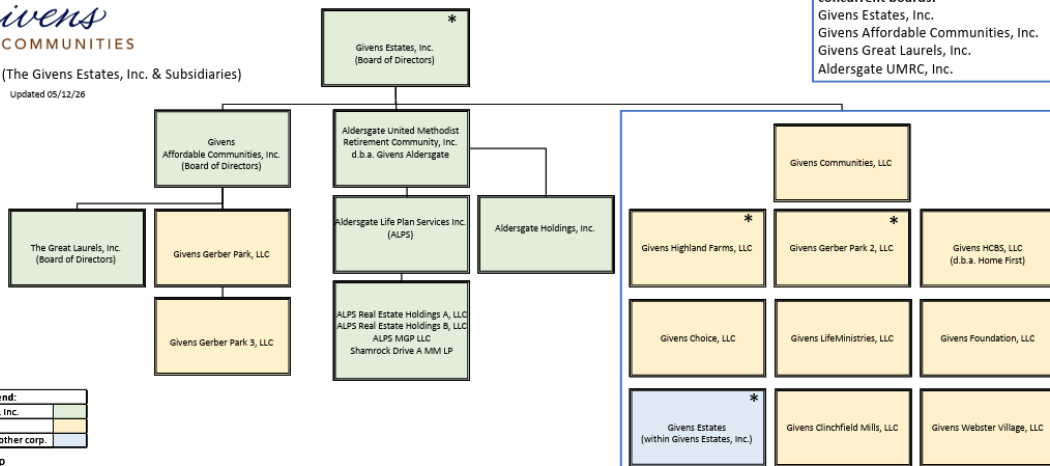 ivens
COMMUNITIES
(The Givens Estates, Inc. & Subsidiaries)
Updated 05/12/26
concurrent boards:
Givens Estates, Inc.
Givens Affordable Communities, Inc.
Givens Great Laurels, Inc.
Aldersgate UMRC, Inc.
*
Givens Estates, Inc.
(Board of Directors)
Givens
Affordable Communities, Inc.
(Board of Directors)
Aldersgate United Methodist
Retirement Community, Inc.
d.b.a. Givens Aldersgate
Givens Communities, LLC
The Great Laurels, Inc.
(Board of Directors)
Givens Gerber Park, LLC
Aldersgate Life Plan Services Inc.
(ALPS)
Aldersgate Holdings, Inc.
*
Givens Highland Farms, LLC
*
Givens Gerber Park 2, LLC
Givens HCBS, LLC
(d.b.a. Home First)
Givens Gerber Park 3, LLC
ALPS Real Estate Holdings A, LLC
ALPS Real Estate Holdings B, LLC
ALPS MGP LLC
Shamrock Drive A MM LP
Givens Choice, LLC
Givens LifeMinistries, LLC
Givens Foundation, LLC
*
Givens Estates
(within Givens Estates, Inc.)
Givens Clinchfield Mills, LLC
Givens Webster Village, LLC
end:
Inc.
other corp.
p